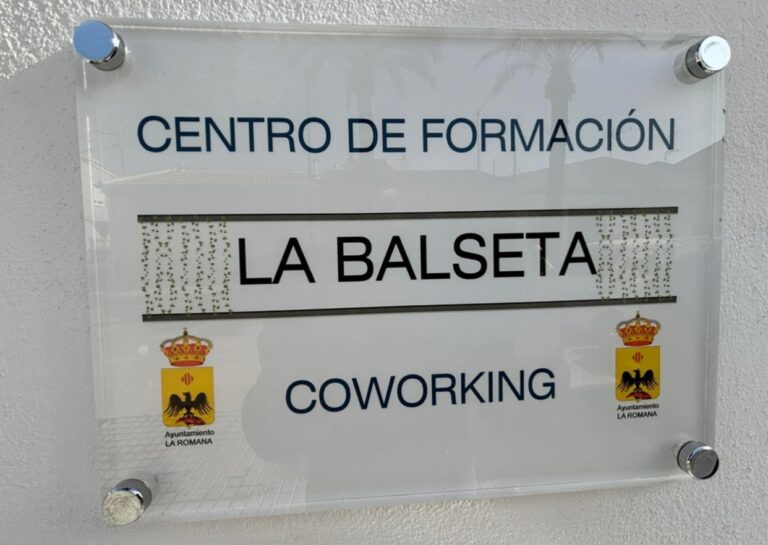 CENTRO DE FORMACIÓN
LA BALSETA
COWORKING
Ayuntamiento
LA ROMANA
Ayuntamiento
LA ROMANA